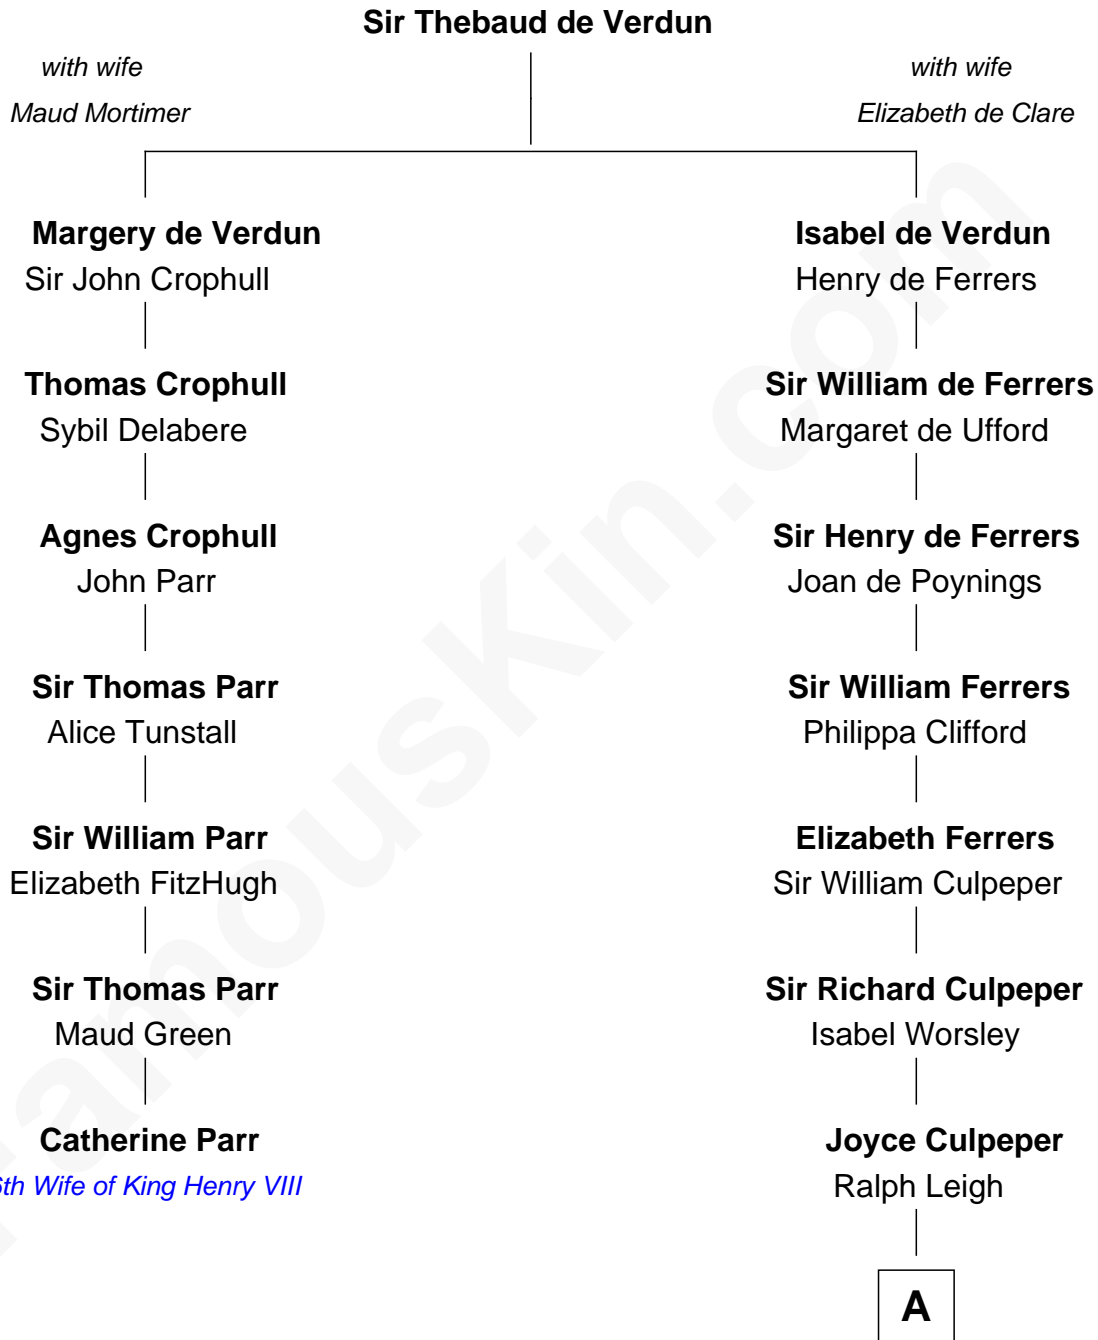 Sir Thebaud de Verdun
with wife
Maud Mortimer
with wife
Elizabeth de Clare
Margery de Verdun
Sir John Crophull
Isabel de Verdun
Henry de Ferrers
Thomas Crophull
Sybil Delabere
Sir William de Ferrers
Margaret de Ufford
Agnes Crophull
John Parr
Sir Henry de Ferrers
Joan de Poynings
Sir Thomas Parr
Alice Tunstall
Sir William Ferrers
Philippa Clifford
Sir William Parr
Elizabeth FitzHugh
Elizabeth Ferrers
Sir William Culpeper
Sir Thomas Parr
Maud Green
Sir Richard Culpeper
Isabel Worsley
Catherine Parr
6th Wife of King Henry VIII
Joyce Culpeper
Ralph Leigh
A
FamousKin.com